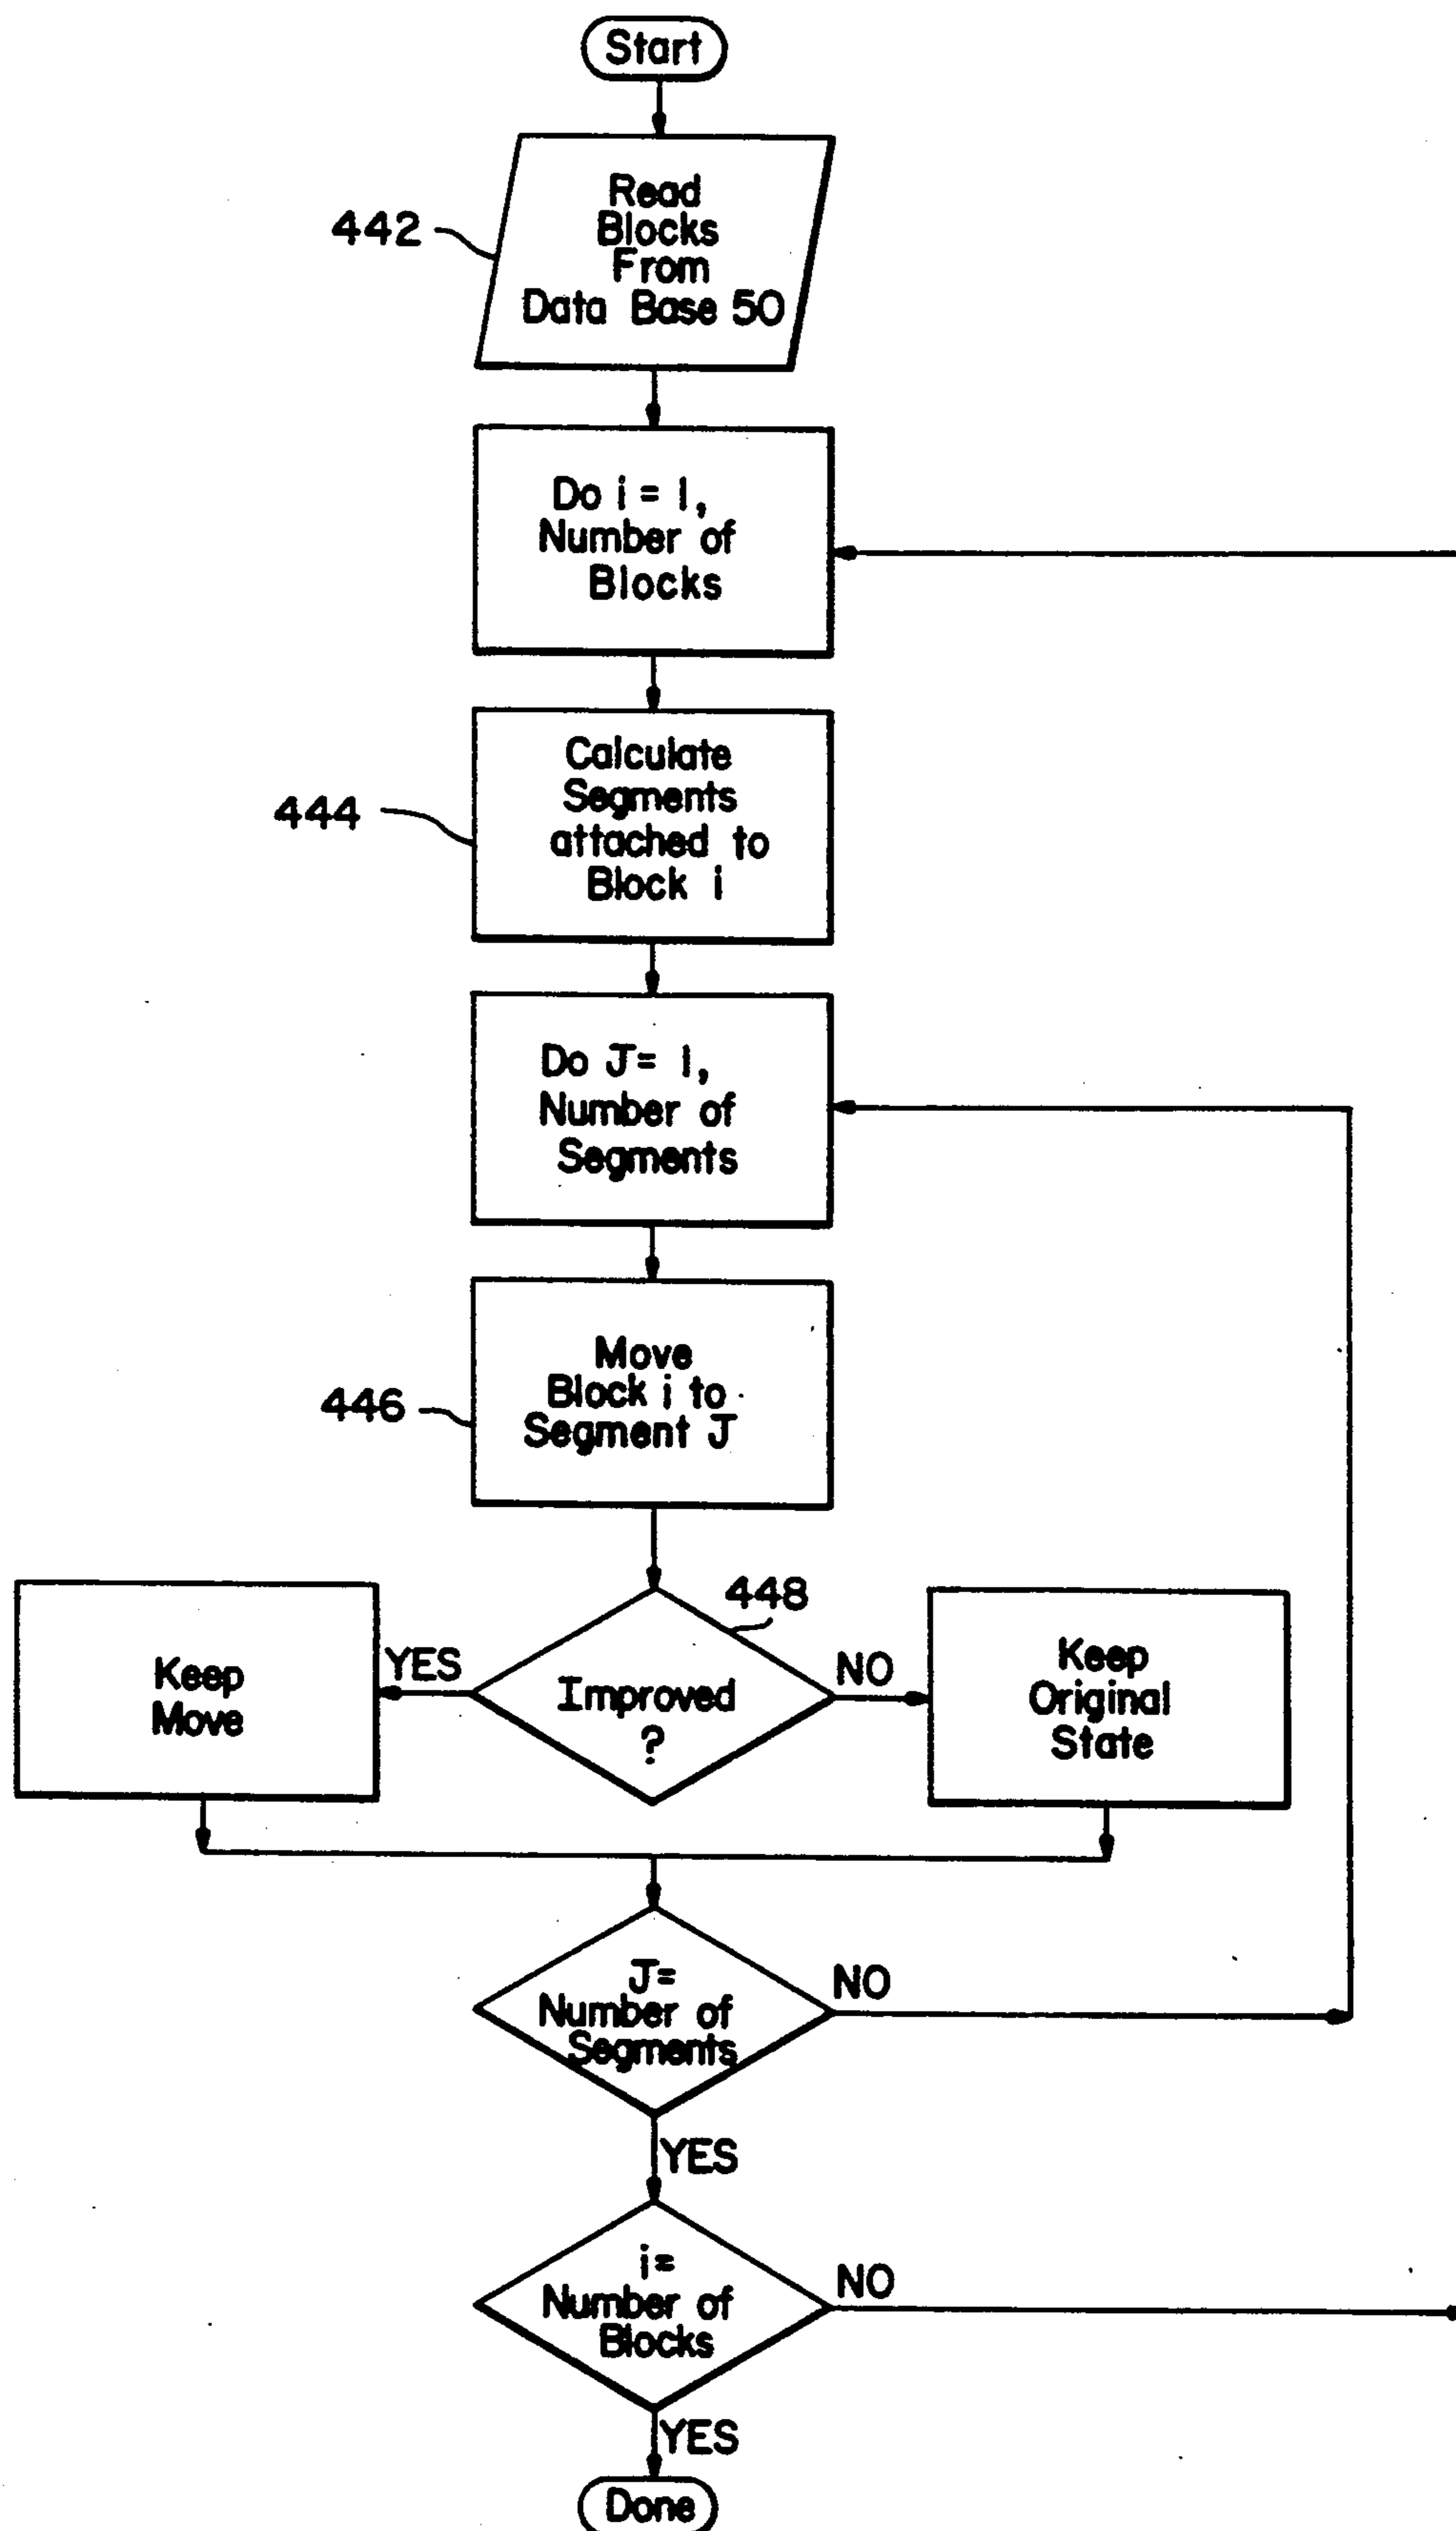 Start
442
Read
Blocks
From
Data Base 50
Do i = 1,
Number of
Blocks
444
Calculate
Segments
attached to
Block i
Do J = 1,
Number of
Segments
446
Move
Block i to
Segment J
448
Keep
Move
YES
Improved
?
NO
Keep
Original
State
J=
Number of
Segments
NO
YES
i=
Number of
Blocks
NO
YES
Done